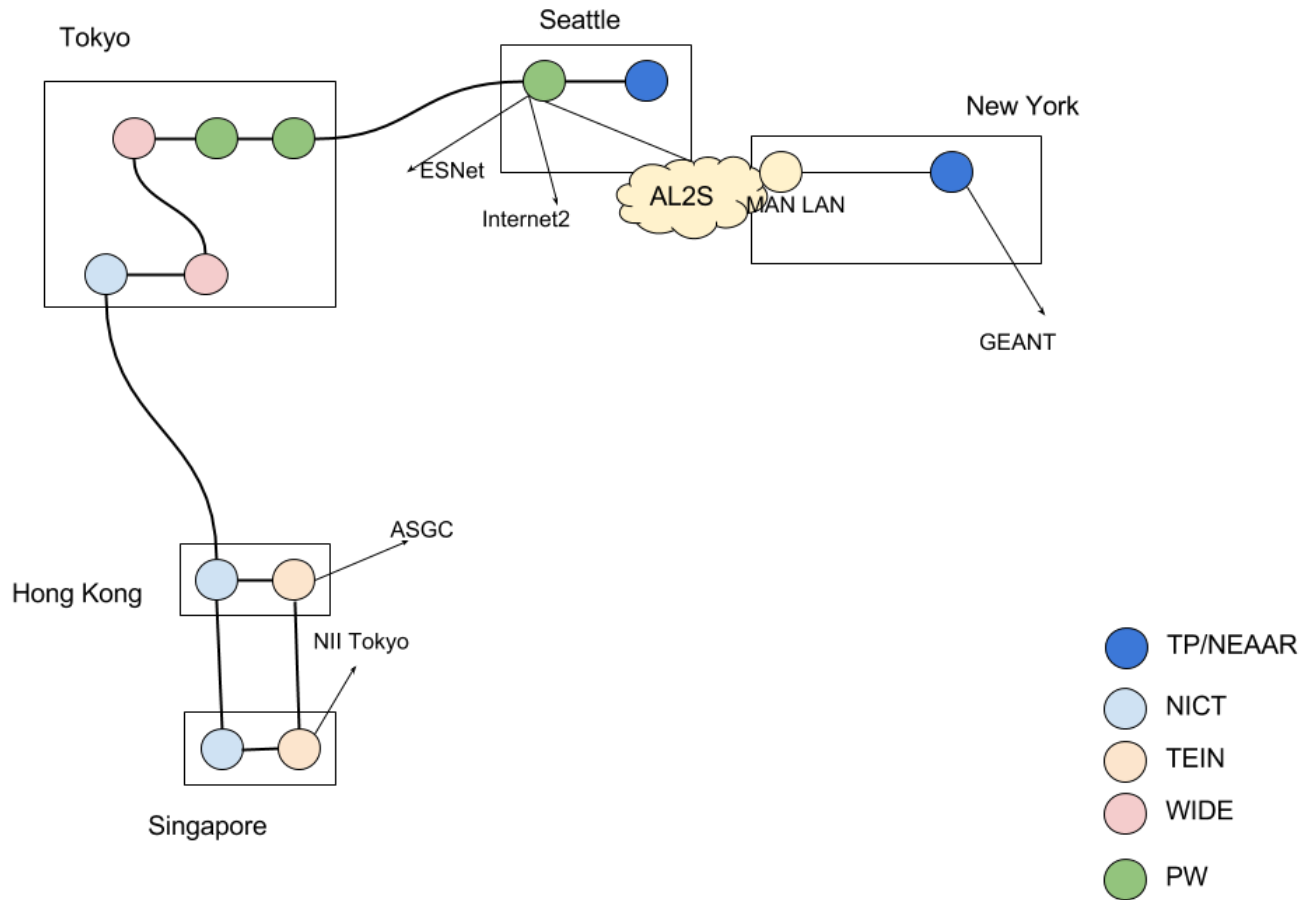 Seattle
Tokyo
New York
ESNet
AL2S
MAN LAN
Internet2
GEANT
ASGC
Hong Kong
NII Tokyo
TP/NEAAR
NICT
TEIN
WIDE
Singapore
PW